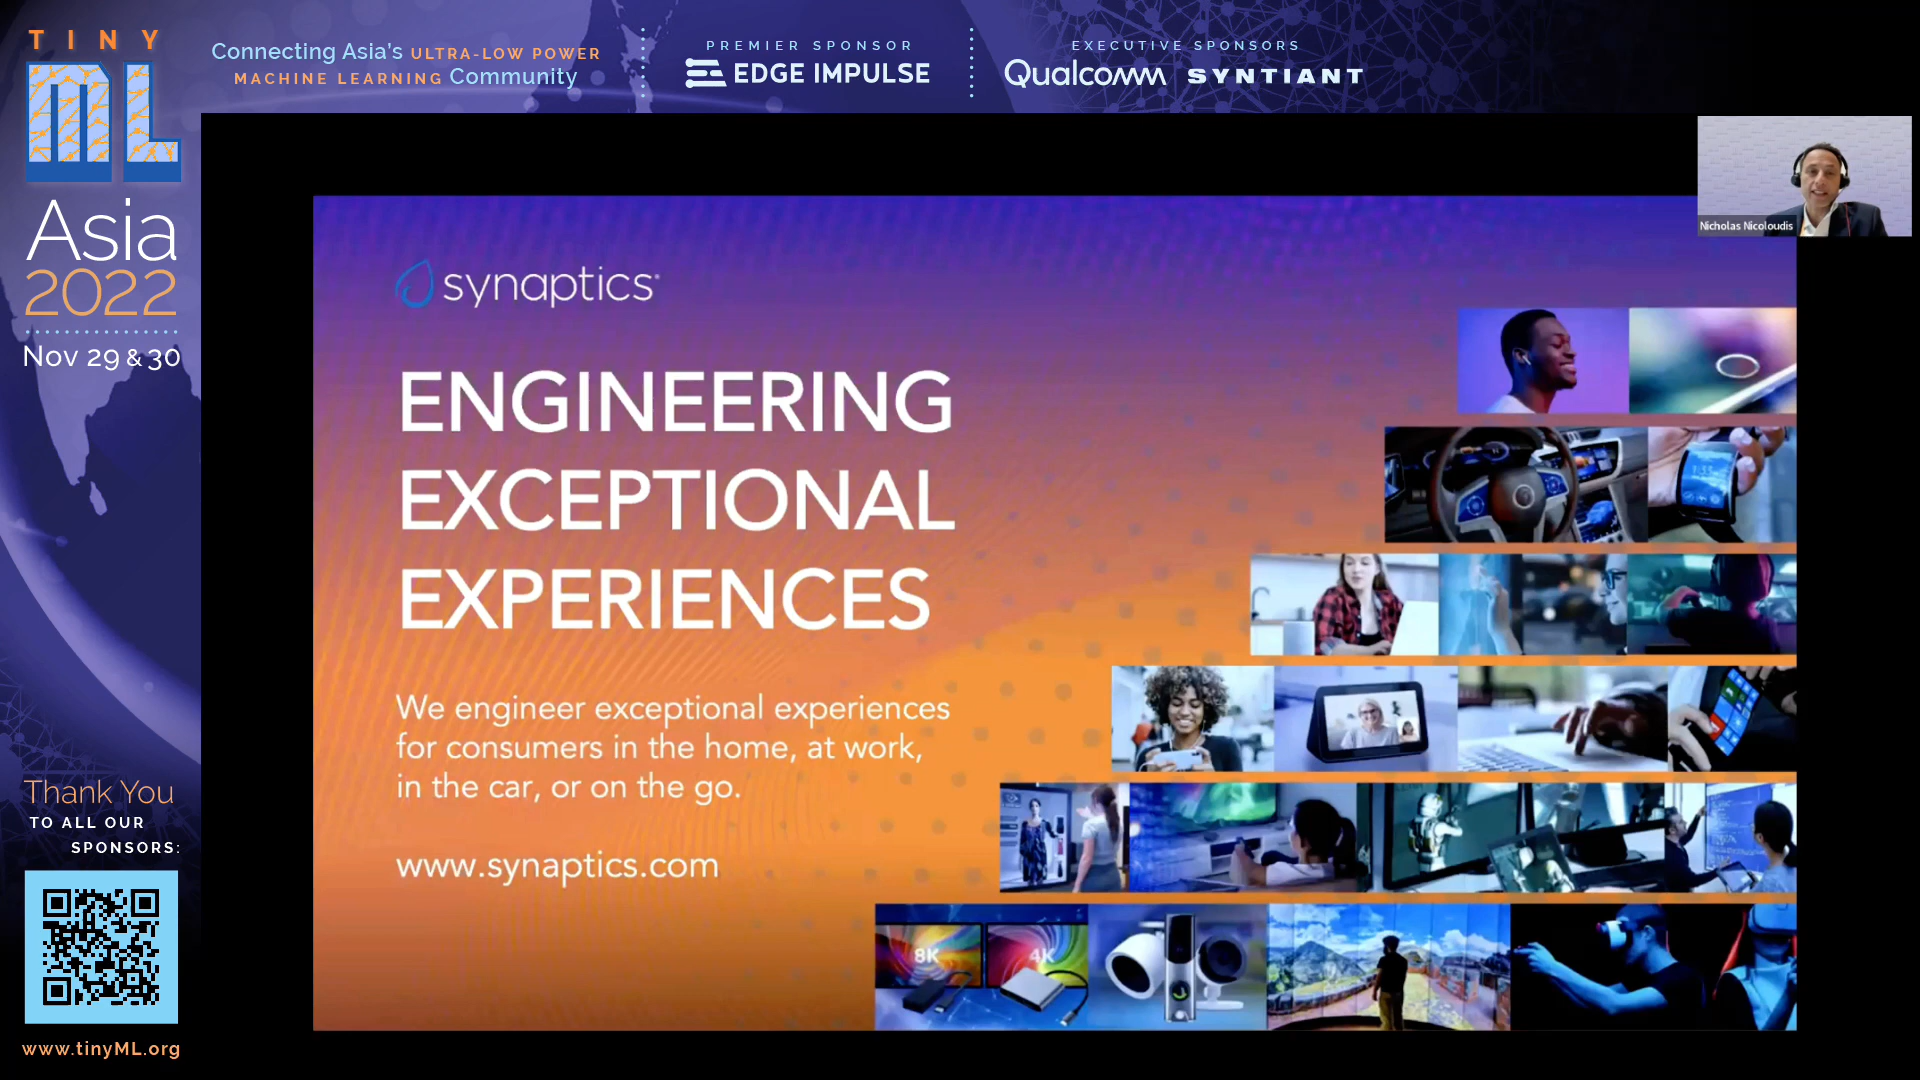 TINY
ML
Asia
2022
Nov 29 & 30
Connecting Asia's ULTRA-LOW POWER
MACHINE LEARNING Community
PREMIER SPONSOR
EDGE IMPULSE
EXECUTIVE SPONSORS
Qualcomm SYNTIANT
Nicholas Nicoloudis
synaptics
ENGINEERING
EXCEPTIONAL
EXPERIENCES
We engineer exceptional experiences
for consumers in the home, at work,
in the car, or on the go.
www.synaptics.com
8K
4K
Thank You
TO ALL OUR
SPONSORS:
www.tinyML.org